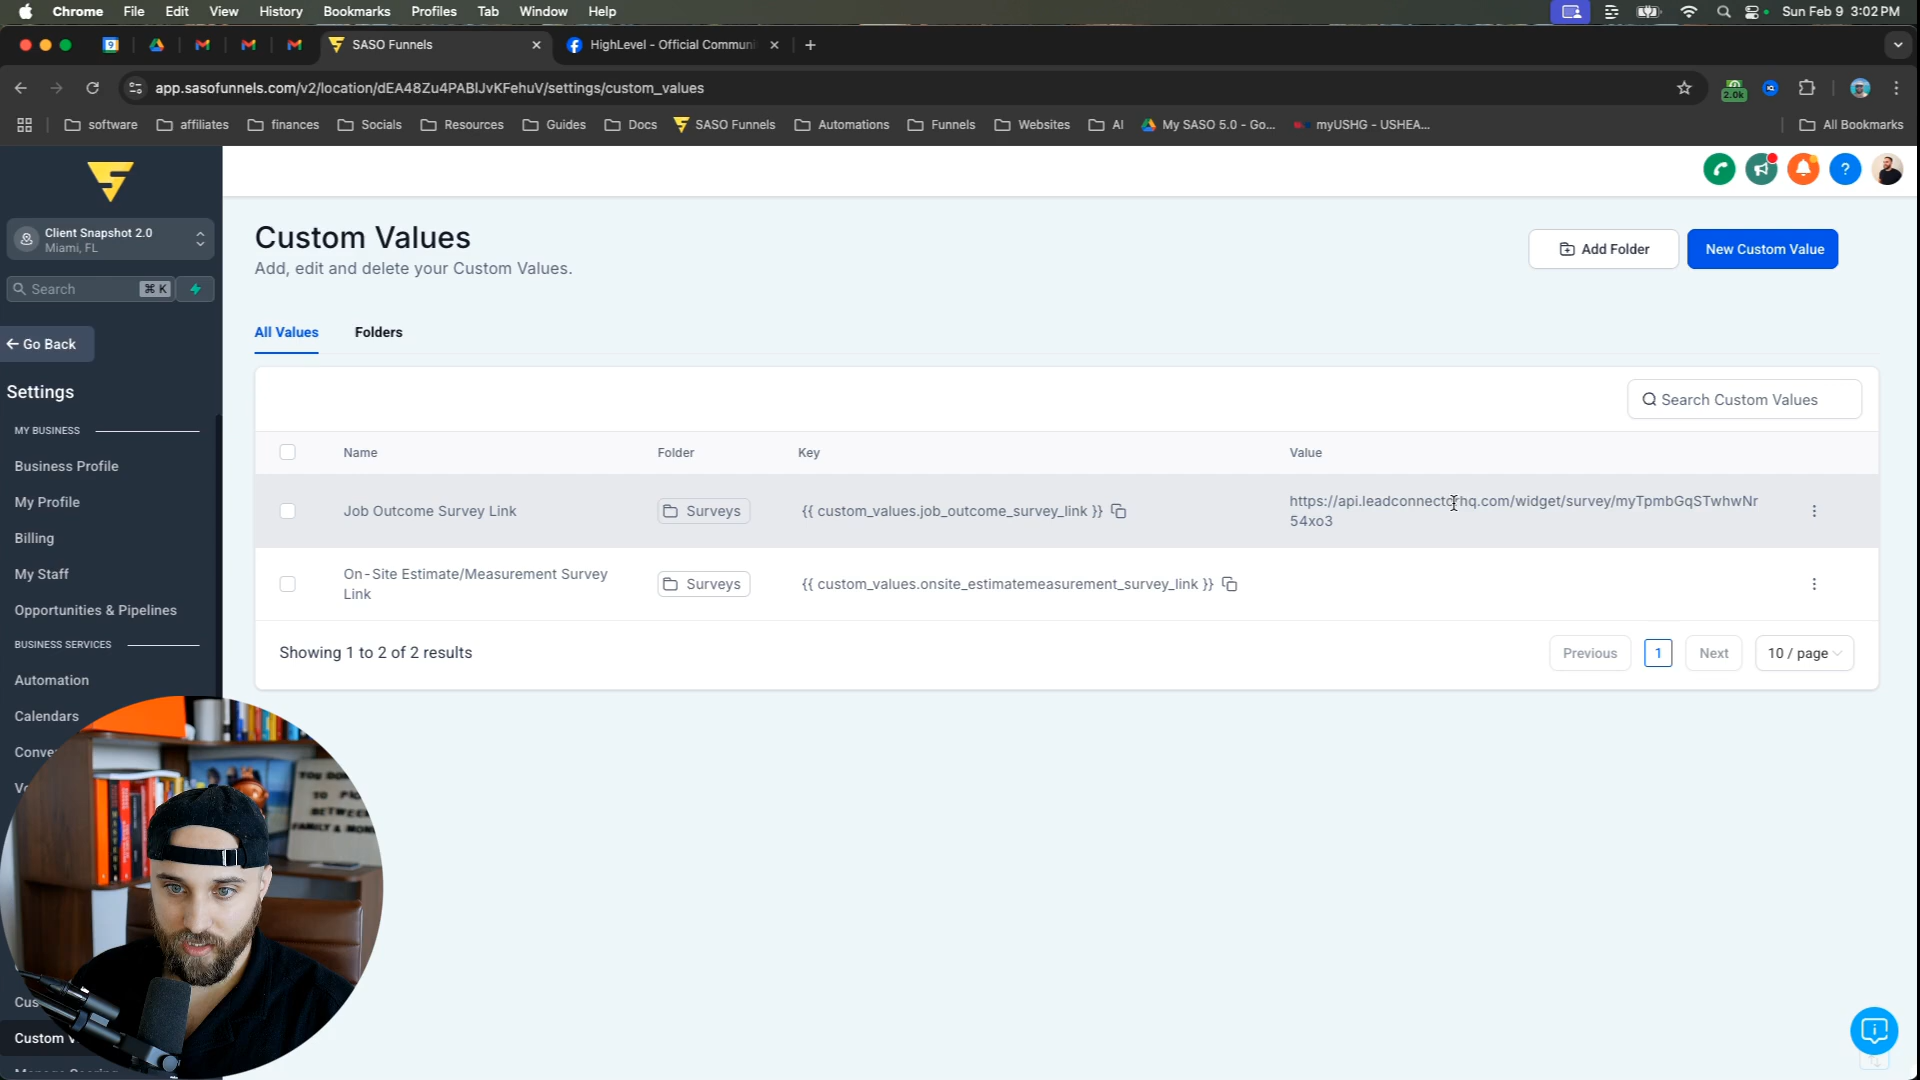 Chrome File Edit View History Bookmarks Profiles Tab Window Help
Sun Feb 9 3:02 PM
9
SASO Funnels
HighLevel - Official Communi
app.sasofunnels.com/v2/location/dEA48Zu4PABlJvKFehuV/settings/custom_values
2.0k
software affiliates finances Socials Resources Guides Docs SASO Funnels Automations Funnels Websites AI My SASO 5.0 - Go... myUSHG - USHEA... All Bookmarks
Client Snapshot 2.0
Miami, FL
Search ⌘ K
← Go Back
Settings
MY BUSINESS
Business Profile
My Profile
Billing
My Staff
Opportunities & Pipelines
BUSINESS SERVICES
Automation
Calendars
Conve
Cus
Custom V
Custom Values
Add, edit and delete your Custom Values.
Add Folder
New Custom Value
All Values
Folders
Search Custom Values
Name Folder Key Value
Job Outcome Survey Link
Surveys
{{ custom_values.job_outcome_survey_link }}
https://api.leadconnectorhq.com/widget/survey/myTpmbGqSTwhwNr
54xo3
On-Site Estimate/Measurement Survey
Link
Surveys
{{ custom_values.onsite_estimatemeasurement_survey_link }}
Showing 1 to 2 of 2 results
Previous 1 Next 10 / page